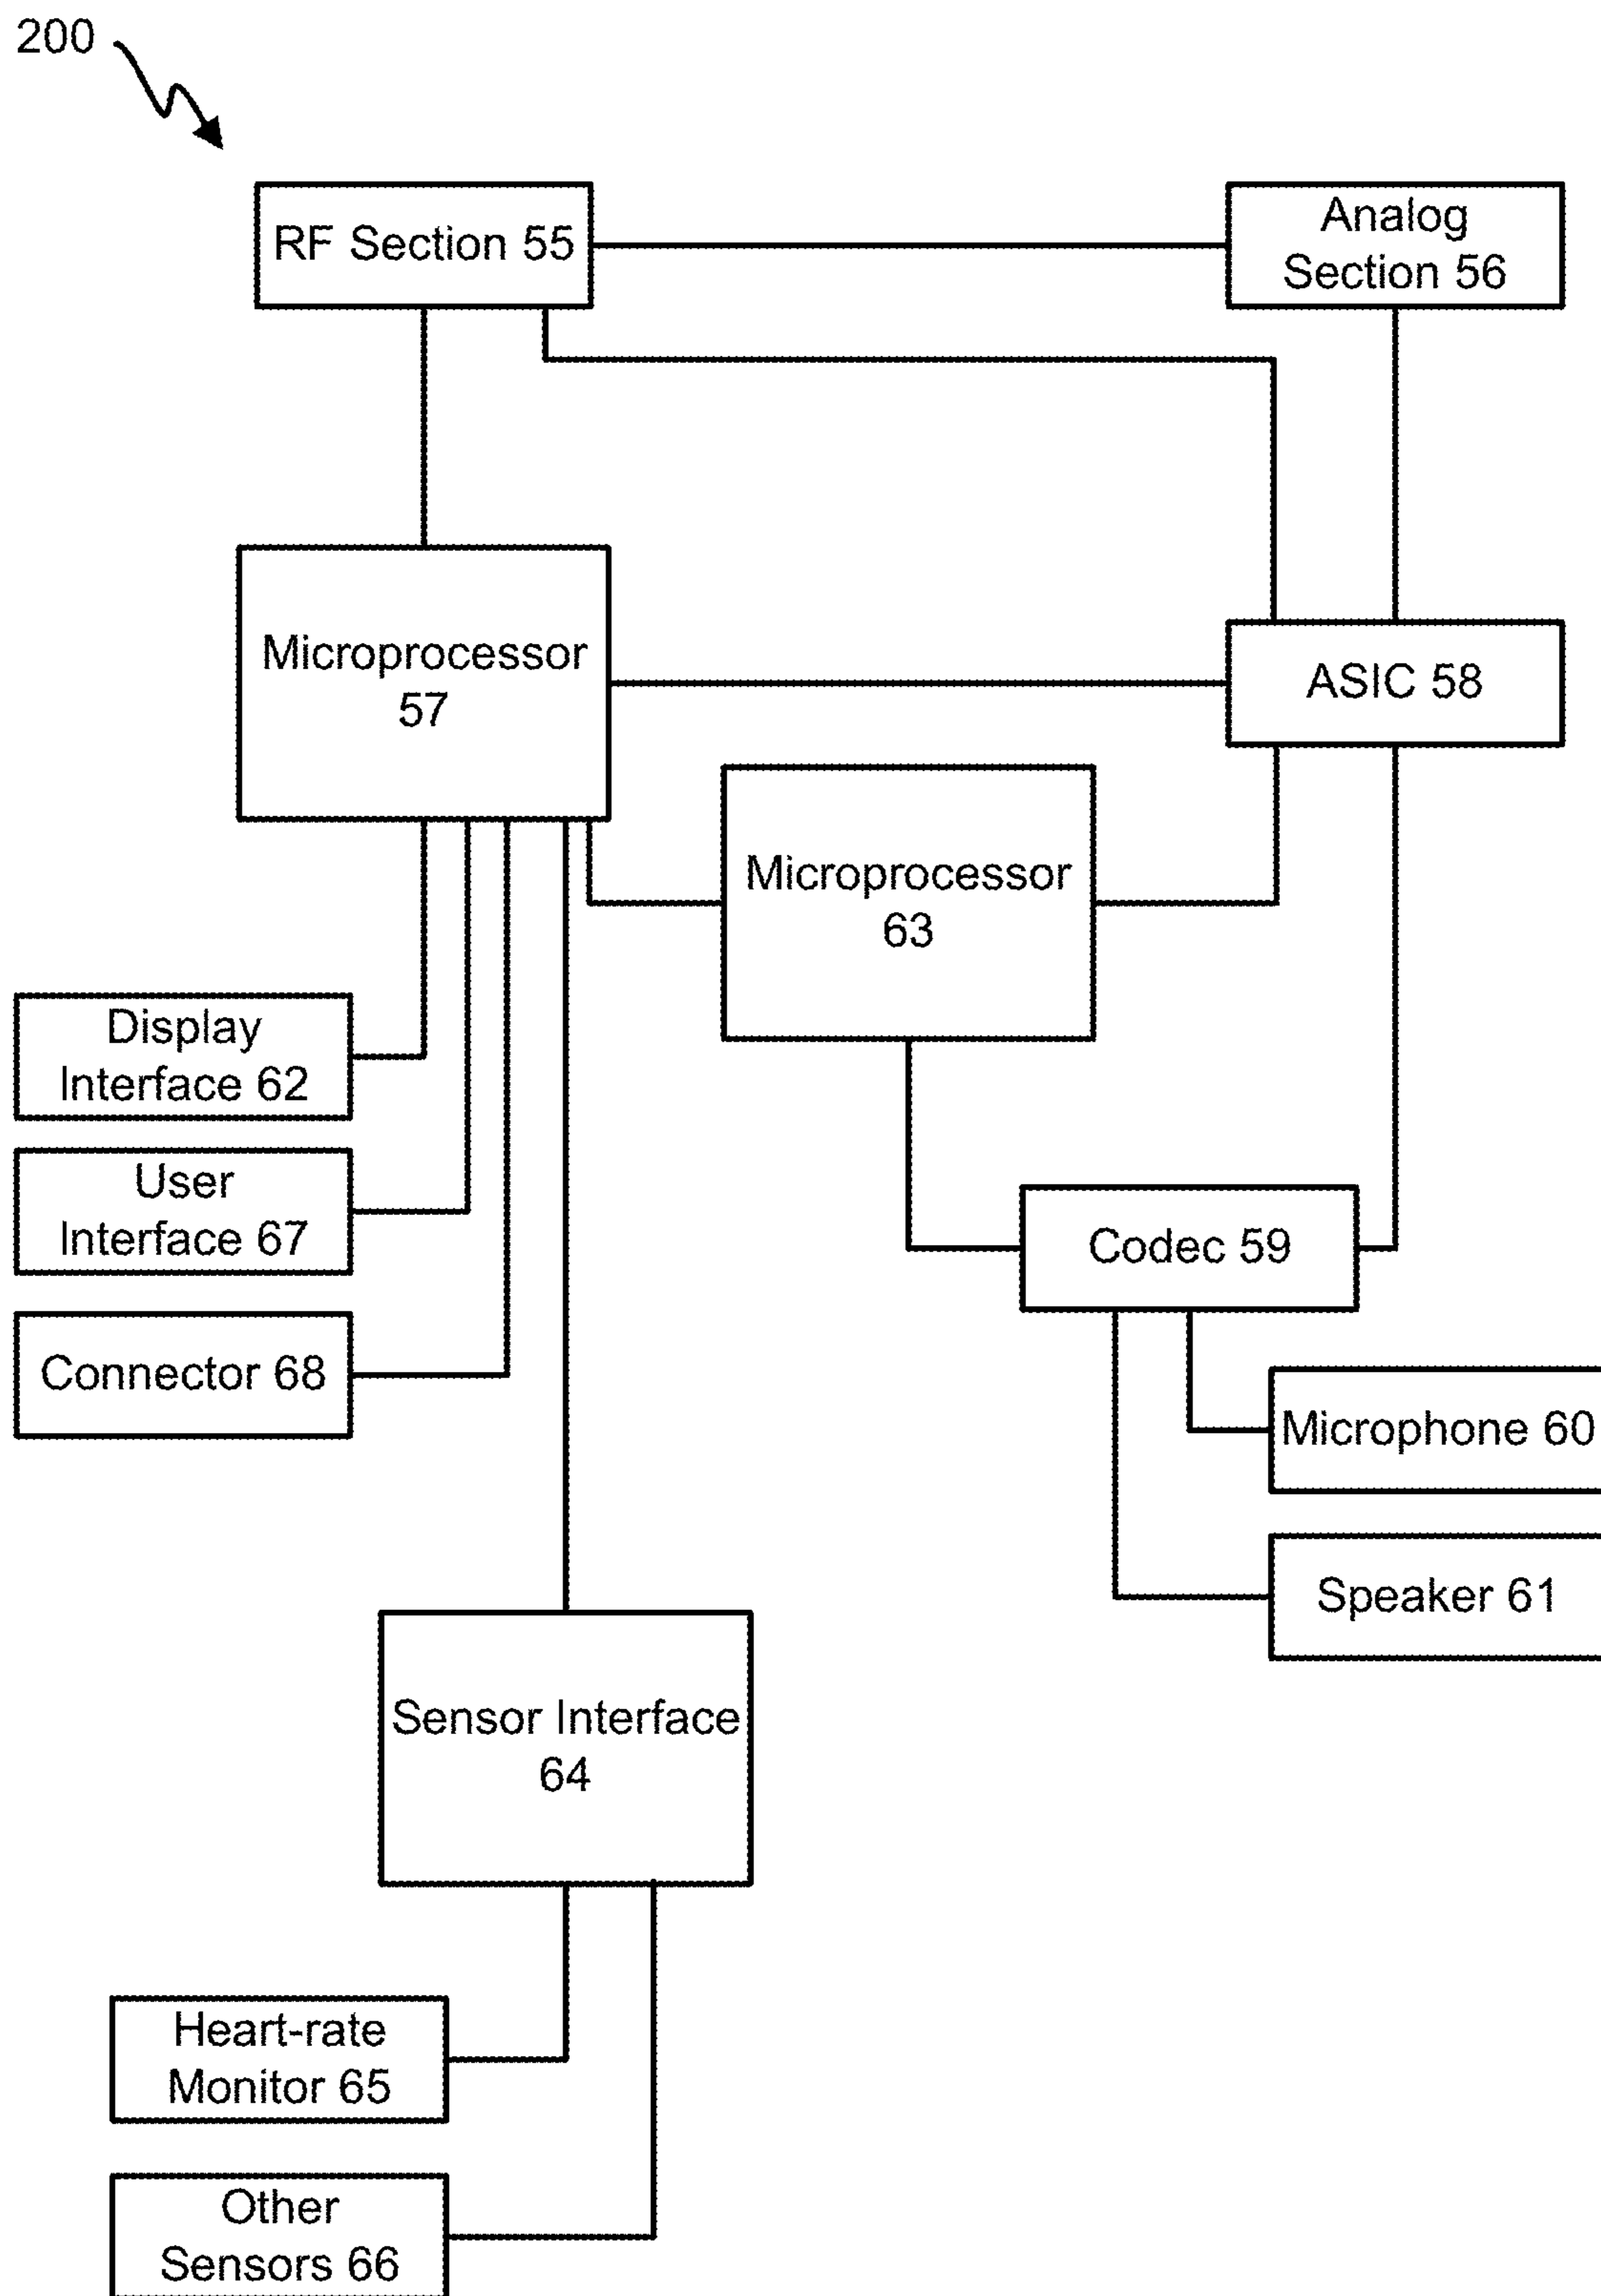 200
RF Section 55
Analog
Section 56
Microprocessor
57
ASIC 58
Microprocessor
63
Display
Interface 62
User
Interface 67
Codec 59
Connector 68
Microphone 60
Speaker 61
Sensor Interface
64
Heart-rate
Monitor 65
Other
Sensors 66